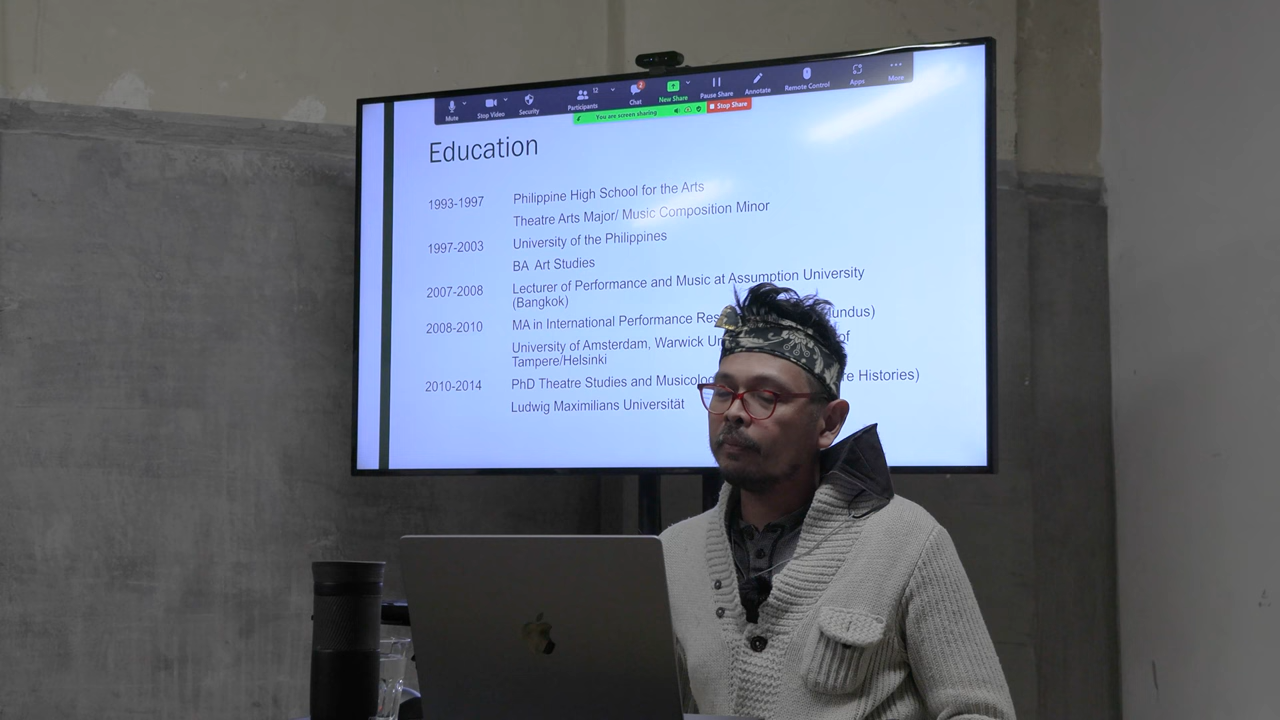 Mute
Stop Video
Security
Participants
12
Chat
2
New Share
Pause Share
Annotate
Remote Control
Apps
More
You are screen sharing
Stop Share
Education
1993-1997 Philippine High School for the Arts
Theatre Arts Major/ Music Composition Minor
1997-2003 University of the Philippines
BA Art Studies
2007-2008 Lecturer of Performance and Music at Assumption University
(Bangkok)
2008-2010 MA in International Performance
University of Amsterdam, Warwick of
Tampere/Helsinki
2010-2014 PhD Theatre Studies and Histories)
Ludwig Maximilians Universität